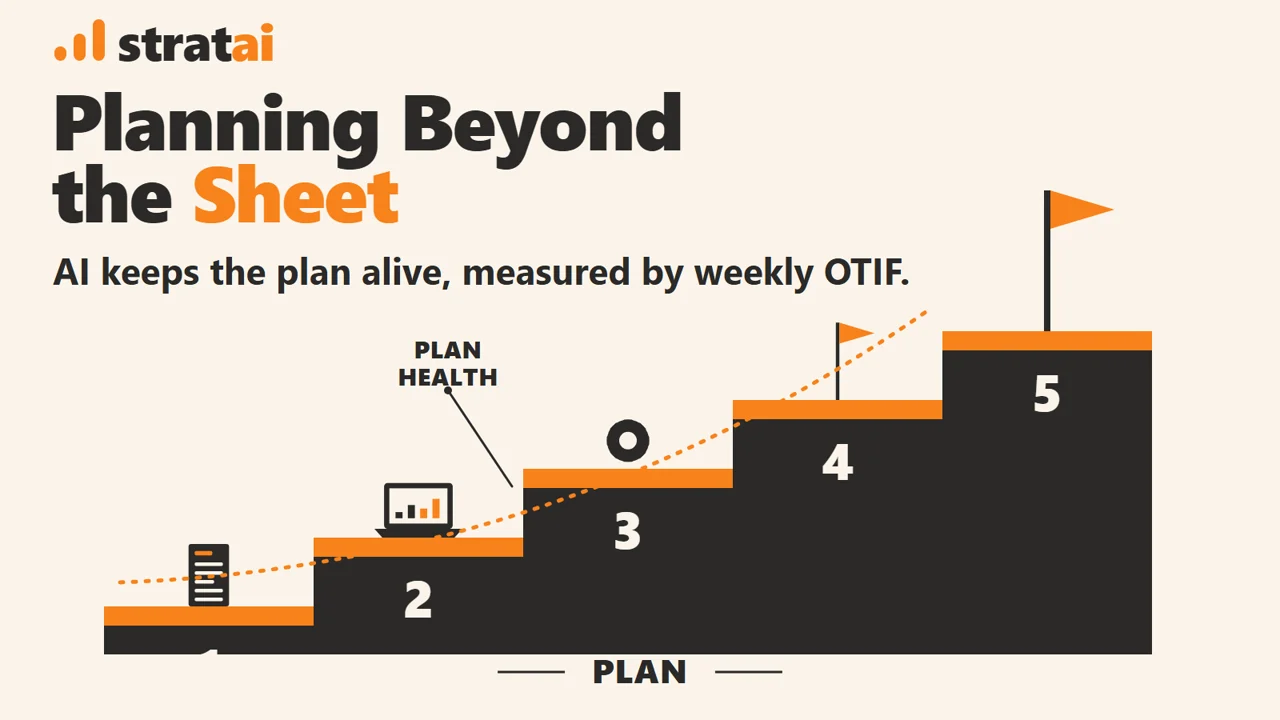 stratai
Planning Beyond
the Sheet
AI keeps the plan alive, measured by weekly OTIF.
PLAN
HEALTH
5
4
3
2
PLAN